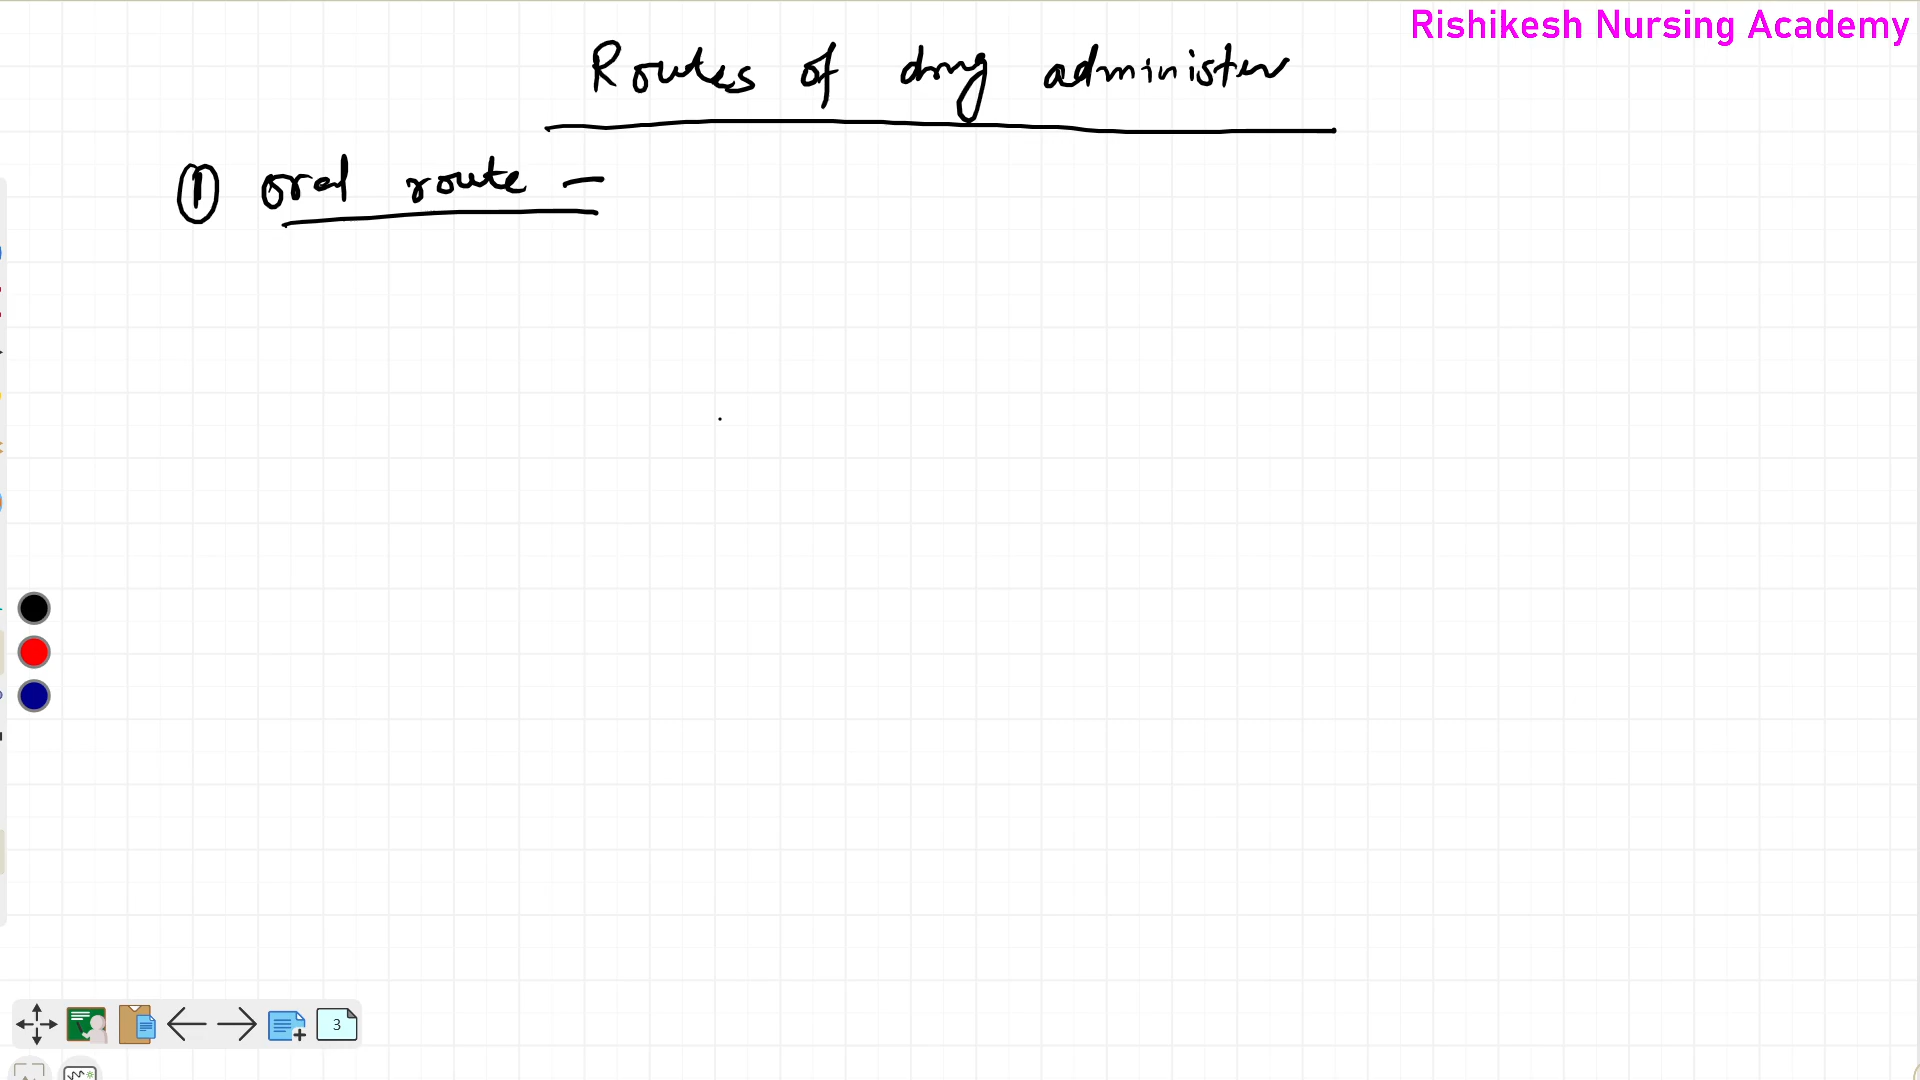 Rishikesh Nursing Academy
Routes of drug administer
① oral route –
3